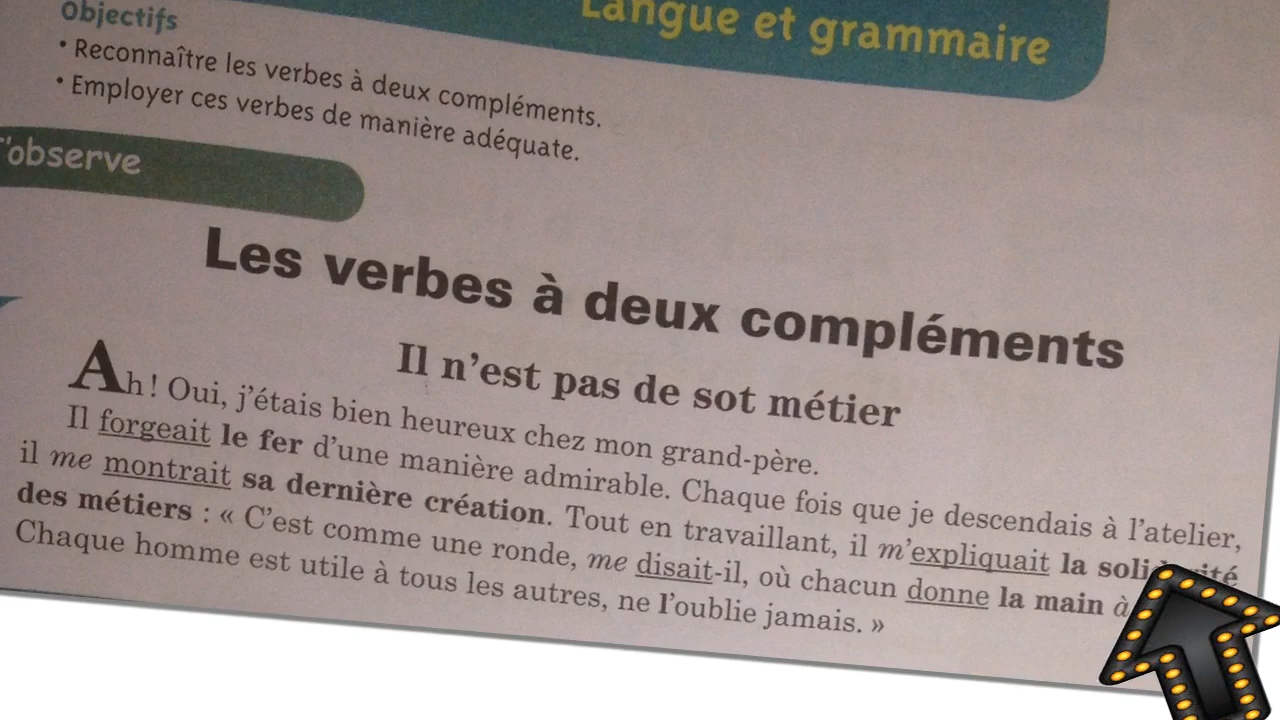 Objectifs
Langue et grammaire
• Reconnaître les verbes à deux compléments.
• Employer ces verbes de manière adéquate.
J'observe
Les verbes à deux compléments
Il n'est pas de sot métier
Ah ! Oui, j'étais bien heureux chez mon grand-père.
Il forgeait le fer d'une manière admirable. Chaque fois que je descendais à l'atelier,
il me montrait sa dernière création. Tout en travaillant, il m'expliquait la solidarité
des métiers : « C'est comme une ronde, me disait-il, où chacun donne la main à
Chaque homme est utile à tous les autres, ne l'oublie jamais. »